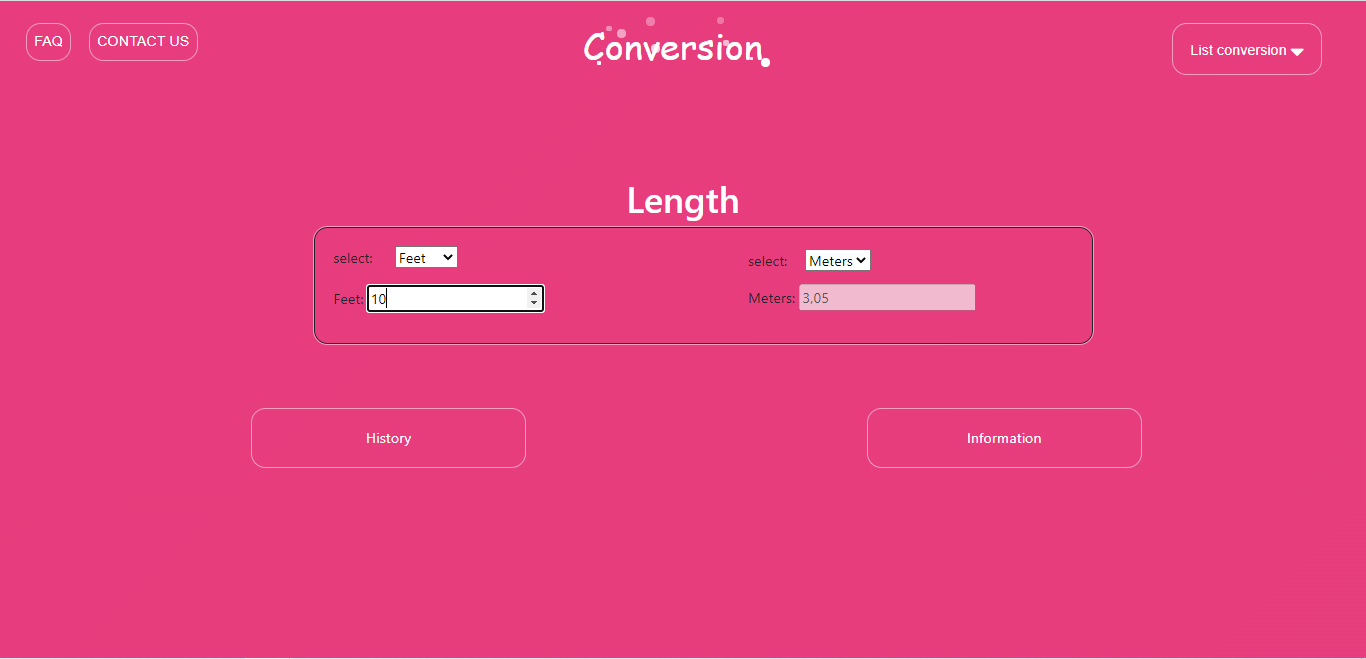 FAQ
CONTACT US
Conversion
List conversion
Length
select:
Feet
select:
Meters
Feet:
10
Meters:
3,05
History
Information